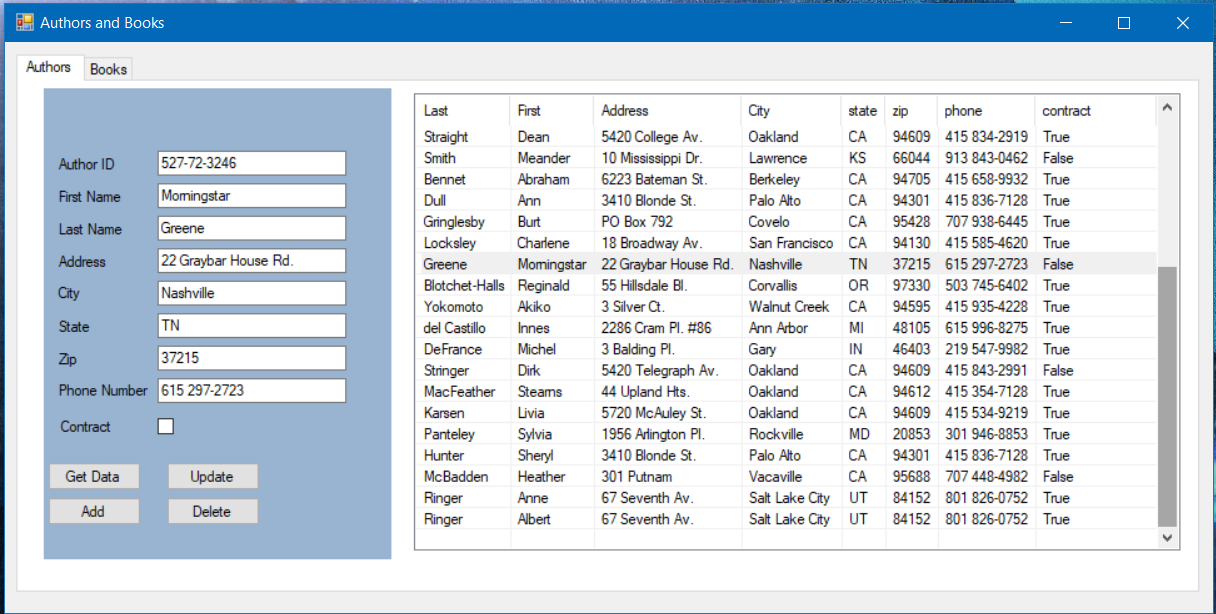 Authors and Books
Authors Books
Author ID 527-72-3246
First Name Morningstar
Last Name Greene
Address 22 Graybar House Rd.
City Nashville
State TN
Zip 37215
Phone Number 615 297-2723
Contract
Get Data Update
Add Delete
Last First Address City state zip phone contract
Straight Dean 5420 College Av. Oakland CA 94609 415 834-2919 True
Smith Meander 10 Mississippi Dr. Lawrence KS 66044 913 843-0462 False
Bennet Abraham 6223 Bateman St. Berkeley CA 94705 415 658-9932 True
Dull Ann 3410 Blonde St. Palo Alto CA 94301 415 836-7128 True
Gringlesby Burt PO Box 792 Covelo CA 95428 707 938-6445 True
Locksley Charlene 18 Broadway Av. San Francisco CA 94130 415 585-4620 True
Greene Morningstar 22 Graybar House Rd. Nashville TN 37215 615 297-2723 False
Blotchet-Halls Reginald 55 Hillsdale Bl. Corvallis OR 97330 503 745-6402 True
Yokomoto Akiko 3 Silver Ct. Walnut Creek CA 94595 415 935-4228 True
del Castillo Innes 2286 Cram Pl. #86 Ann Arbor MI 48105 615 996-8275 True
DeFrance Michel 3 Balding Pl. Gary IN 46403 219 547-9982 True
Stringer Dirk 5420 Telegraph Av. Oakland CA 94609 415 843-2991 False
MacFeather Stearns 44 Upland Hts. Oakland CA 94612 415 354-7128 True
Karsen Livia 5720 McAuley St. Oakland CA 94609 415 534-9219 True
Panteley Sylvia 1956 Arlington Pl. Rockville MD 20853 301 946-8853 True
Hunter Sheryl 3410 Blonde St. Palo Alto CA 94301 415 836-7128 True
McBadden Heather 301 Putnam Vacaville CA 95688 707 448-4982 False
Ringer Anne 67 Seventh Av. Salt Lake City UT 84152 801 826-0752 True
Ringer Albert 67 Seventh Av. Salt Lake City UT 84152 801 826-0752 True